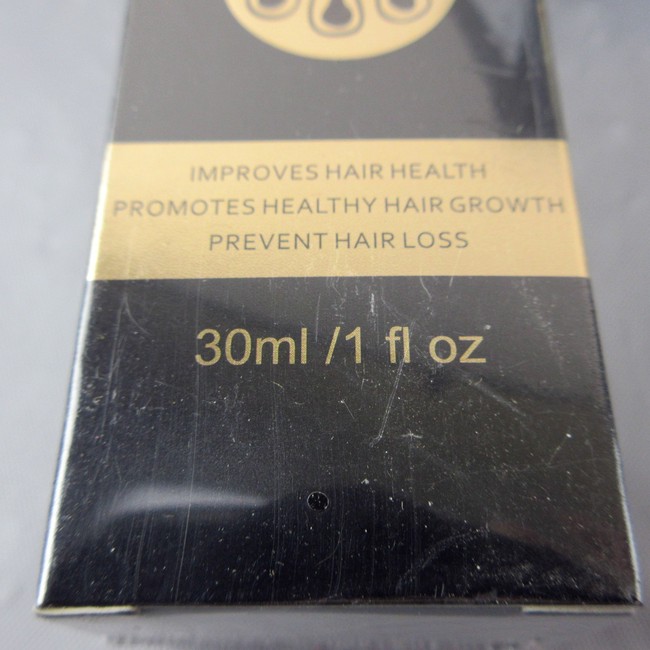 IMPROVES HAIR HEALTH
PROMOTES HEALTHY HAIR GROWTH
PREVENT HAIR LOSS
30ml /1 fl oz